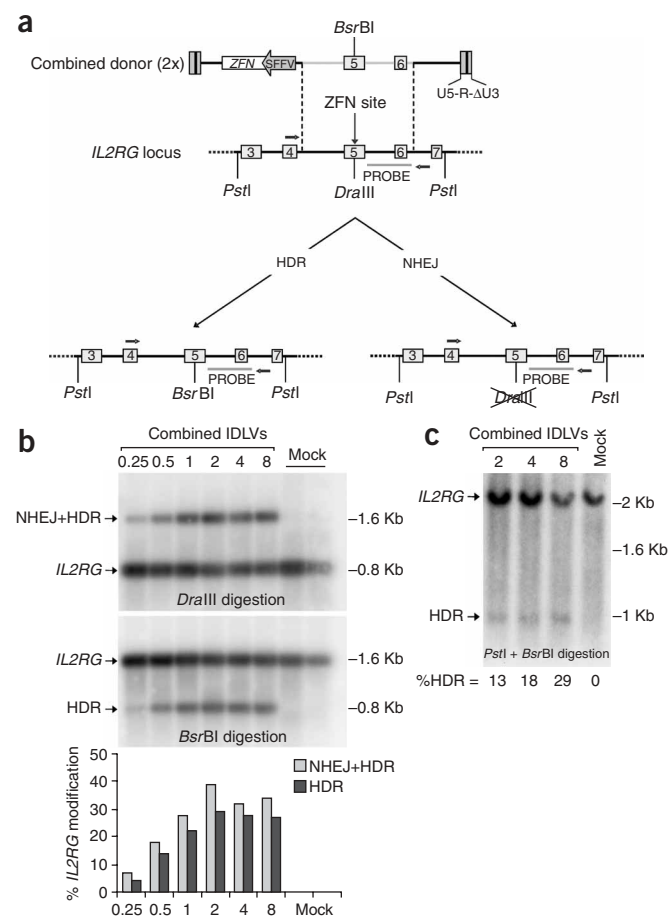 a
BsrBI
Combined donor (2x)
ZFN
SFFV
5
6
U5-R-ΔU3
ZFN site
IL2RG locus
3
4
5
6
7
PROBE
PstI
DraIII
PstI
HDR
NHEJ
3
4
5
6
7
PROBE
PstI
BsrBI
PstI
3
4
5
6
7
PROBE
PstI
DraIII
PstI
b
Combined IDLVs
0.25 0.5 1 2 4 8 Mock
NHEJ+HDR
–1.6 Kb
IL2RG
–0.8 Kb
DraIII digestion
IL2RG
–1.6 Kb
HDR
–0.8 Kb
BsrBI digestion
% IL2RG modification
50
40
30
20
10
0
NHEJ+HDR
HDR
0.25 0.5 1 2 4 8 Mock
c
Combined IDLVs
2 4 8 Mock
IL2RG
–2 Kb
–1.6 Kb
HDR
–1 Kb
PstI + BsrBI digestion
%HDR = 13 18 29 0